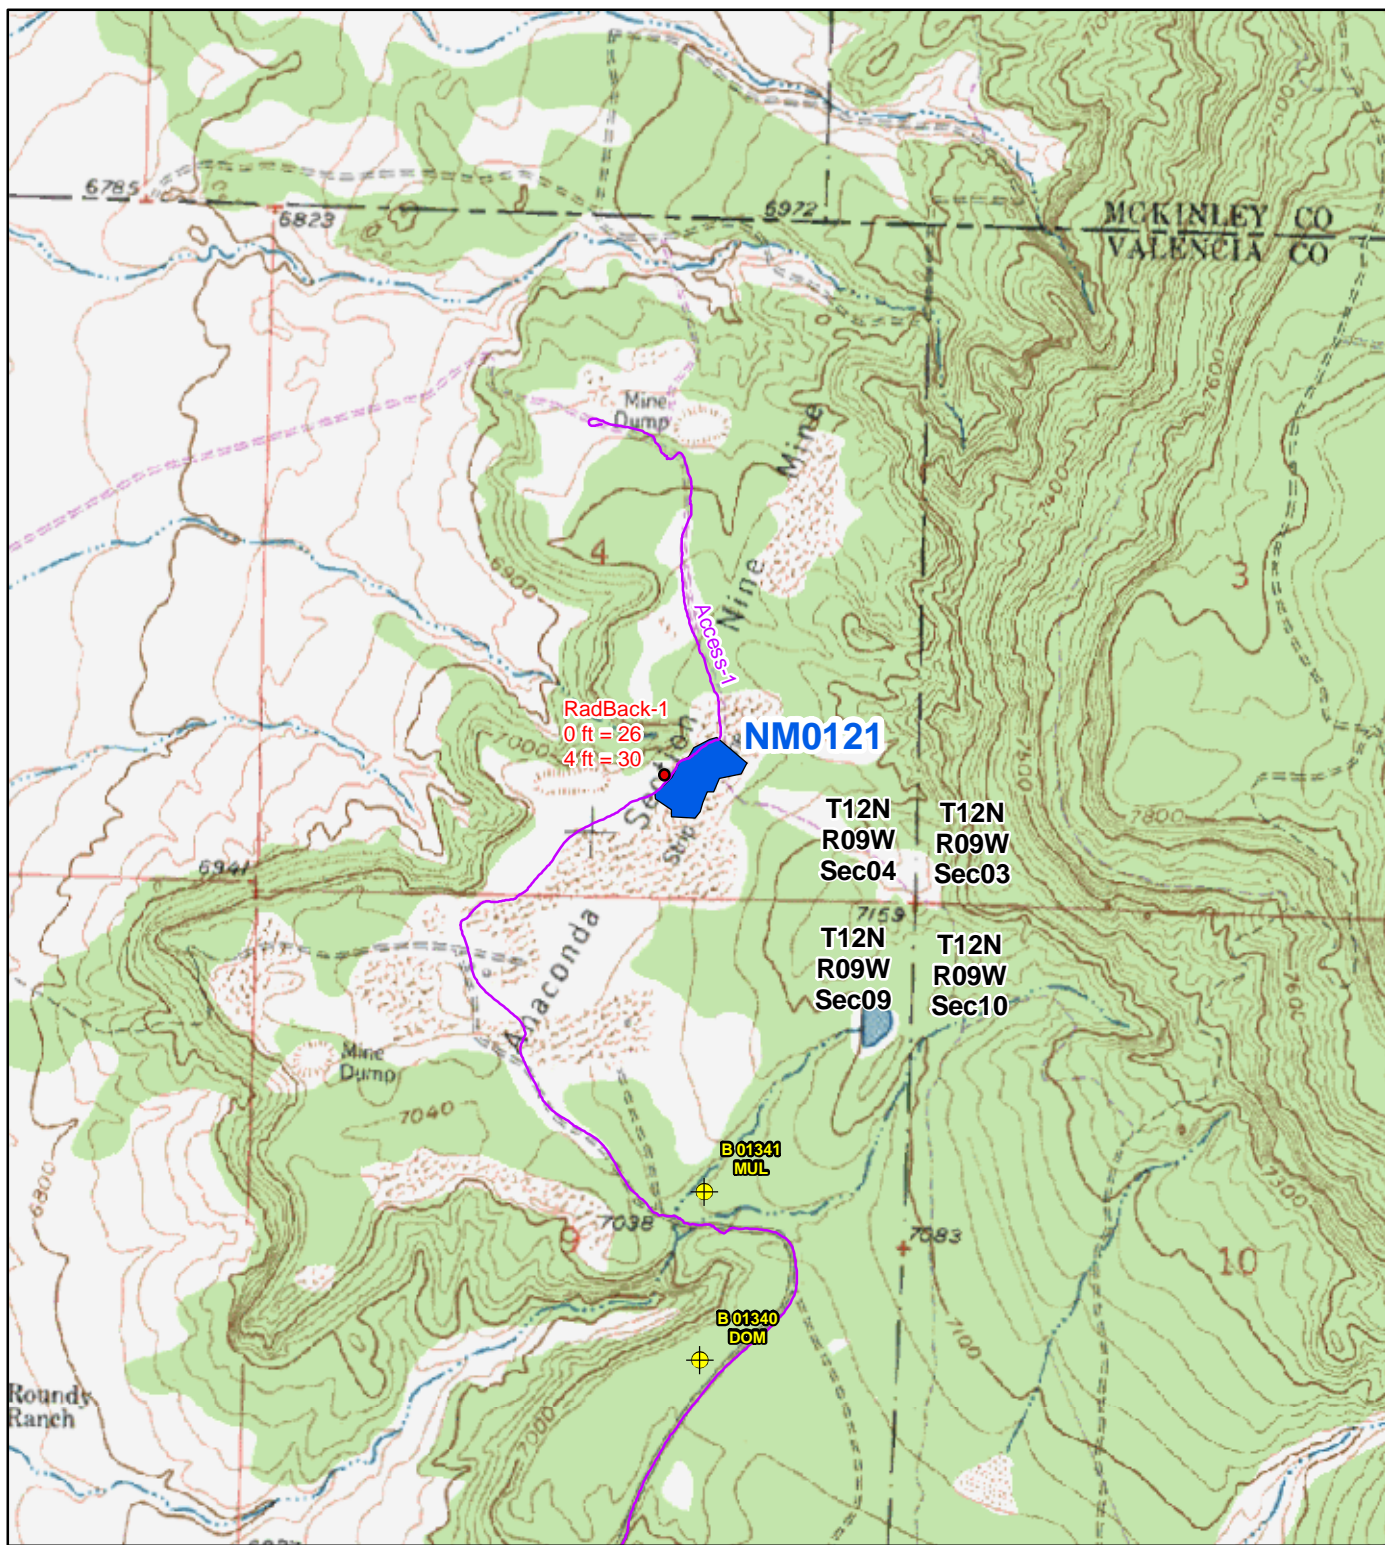 6785
6823
6972
MCKINLEY CO
VALENCIA CO
7600
7400
Mine
Dump
Anaconda Section Nine Mine
4
3
6900
Access-1
RadBack-1
0 ft = 26
4 ft = 30
7000
NM0121
Strip
7400
7800
T12N
R09W
Sec04
T12N
R09W
Sec03
6941
7159
T12N
R09W
Sec09
T12N
R09W
Sec10
7600
Mine
Dump
7040
B 01341
MUL
6800
7038
9
7083
10
7300
B 01340
DOM
7100
Roundy
Ranch
7000